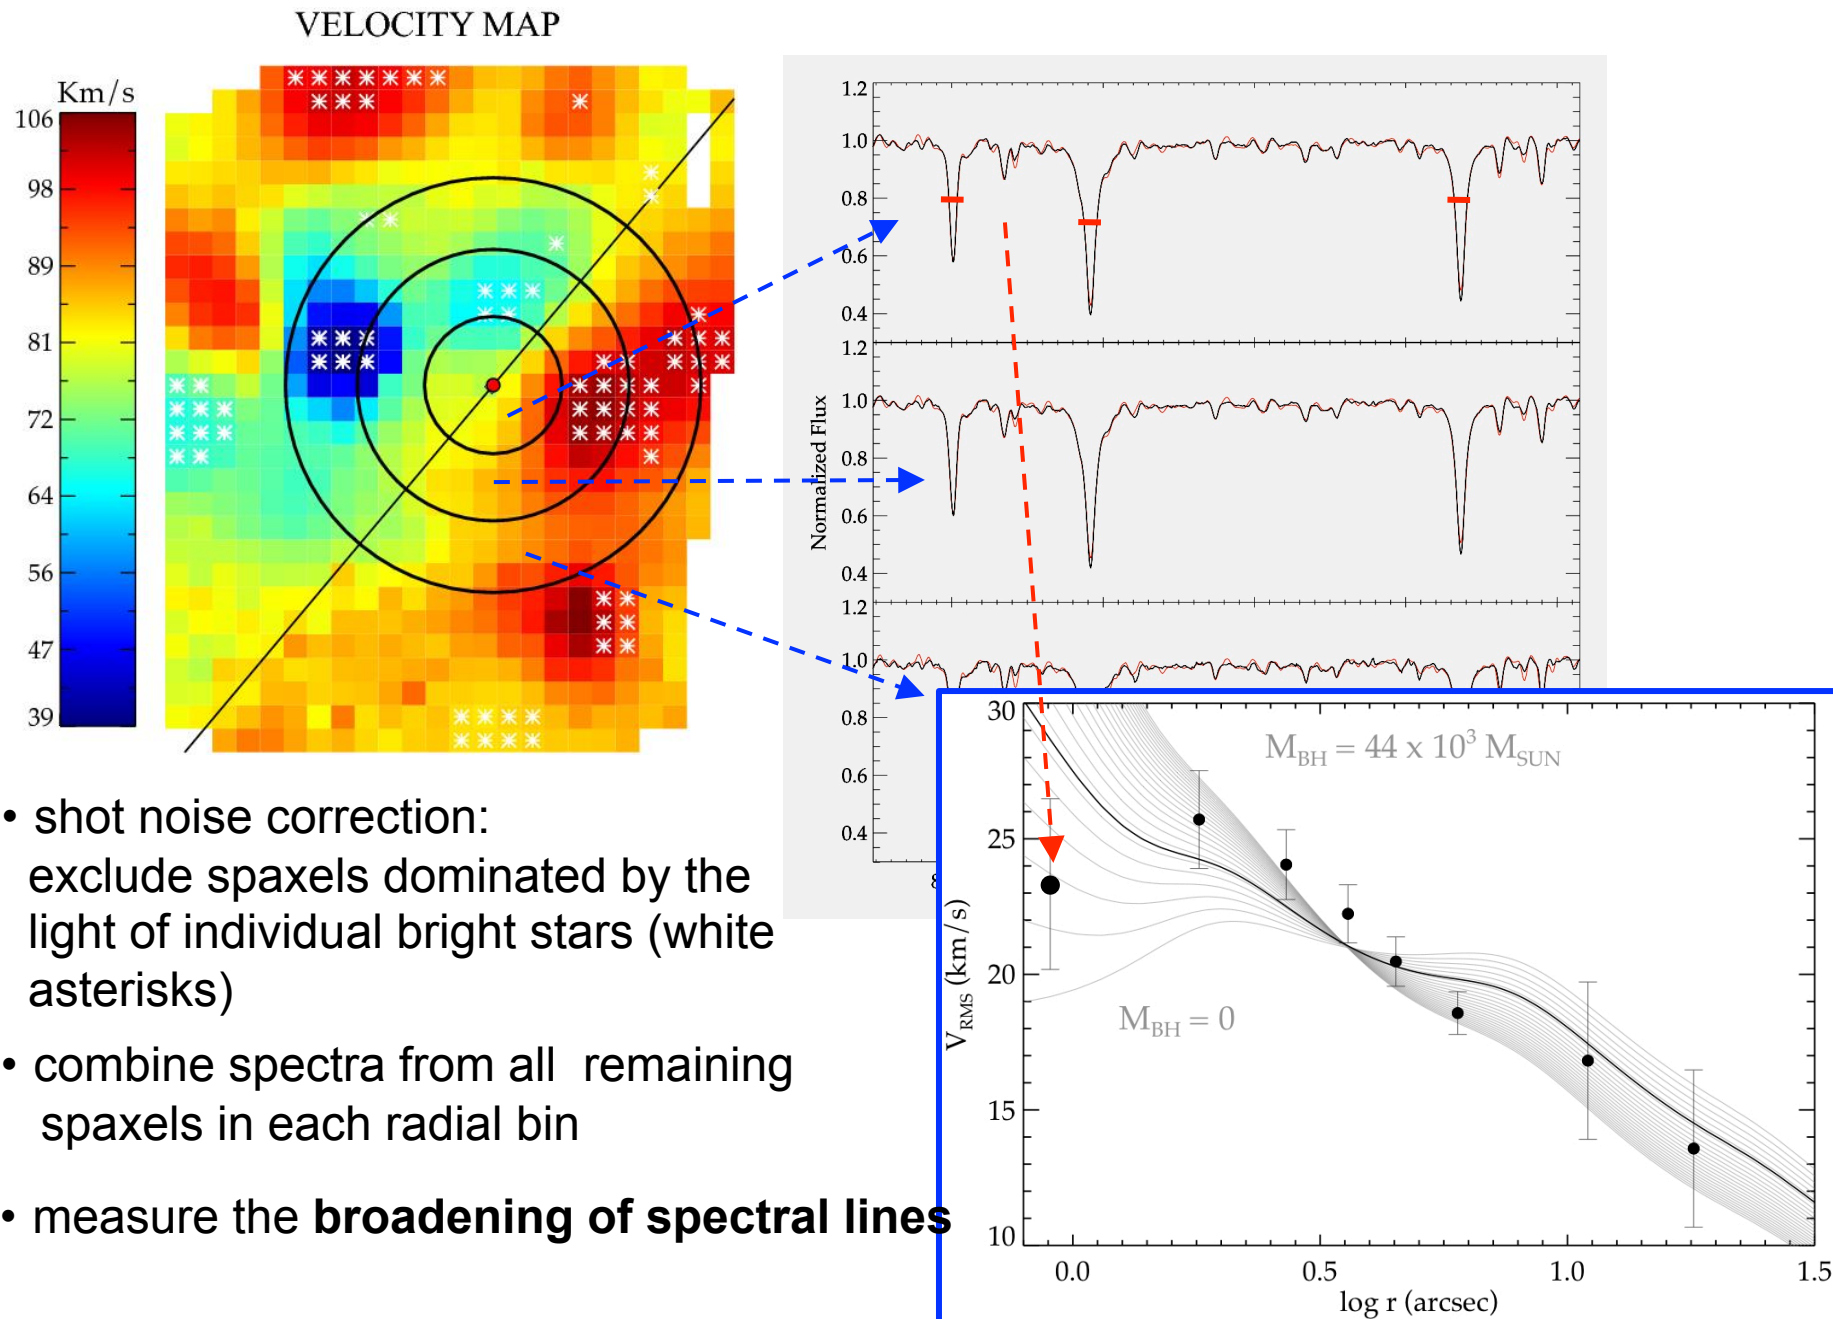 VELOCITY MAP
Km/s
106
98
89
81
72
64
56
47
39
1.2
1.0
0.8
0.6
0.4
1.2
1.0
0.8
0.6
0.4
1.2
1.0
0.8
0.6
0.4
Normalized Flux
30
25
20
15
10
V_RMS (km/s)
M_BH = 44 x 10³ M_SUN
M_BH = 0
0.0
0.5
1.0
1.5
log r (arcsec)
• shot noise correction:
exclude spaxels dominated by the
light of individual bright stars (white
asterisks)
• combine spectra from all remaining
spaxels in each radial bin
• measure the broadening of spectral lines